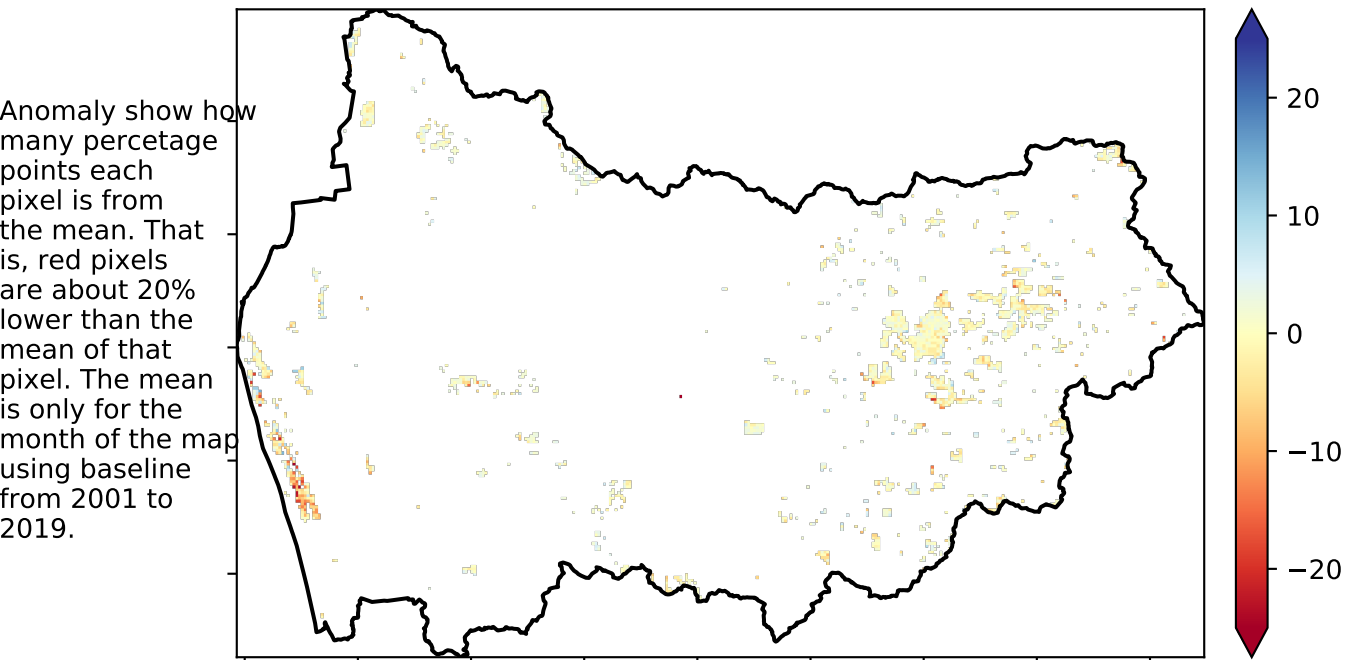 Anomaly show how
many percetage
points each
pixel is from
the mean. That
is, red pixels
are about 20%
lower than the
mean of that
pixel. The mean
is only for the
month of the map
using baseline
from 2001 to
2019.
20
10
0
−10
−20